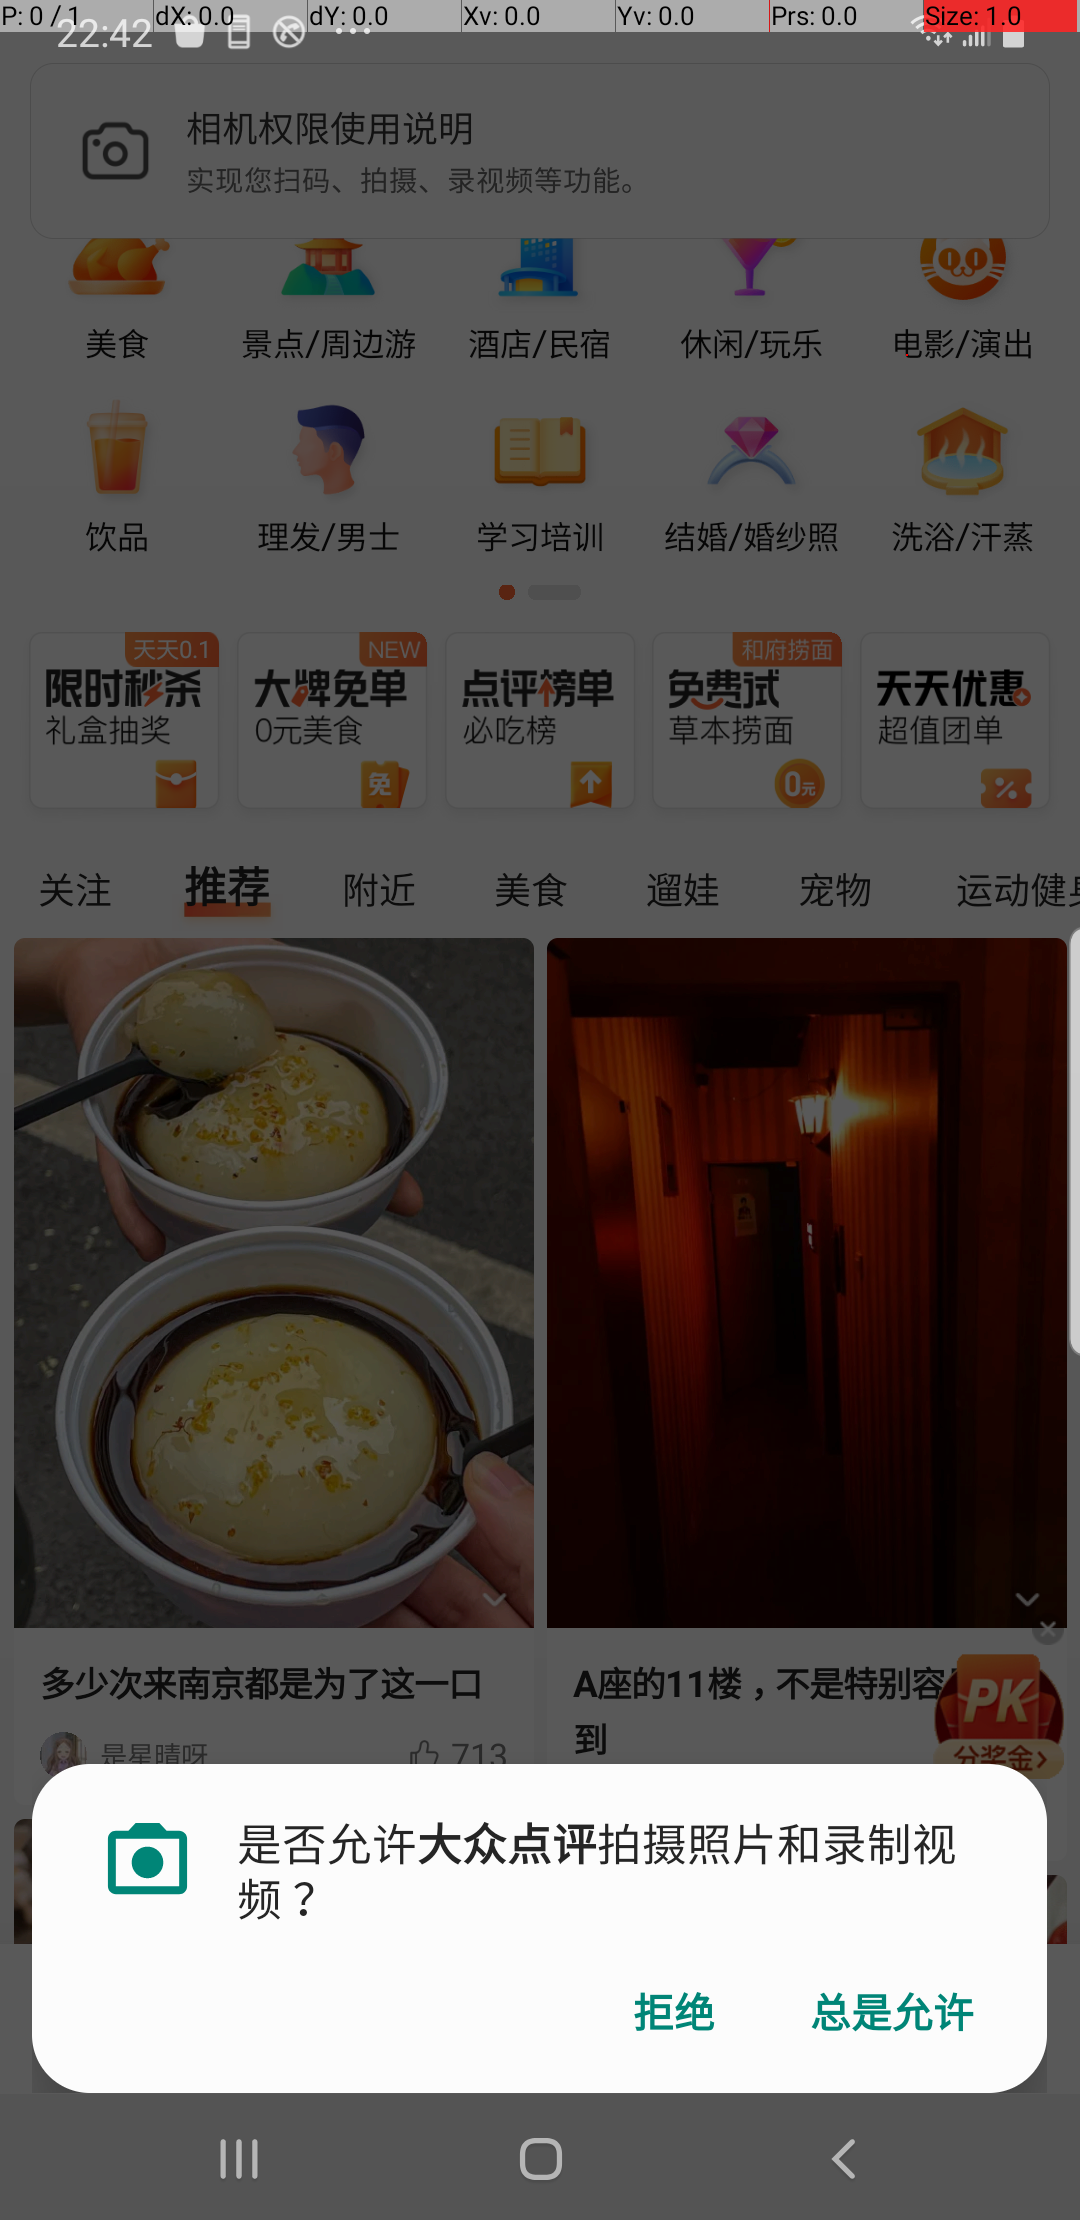 P: 0 / 1 dX: 0.0 dY: 0.0 Xv: 0.0 Yv: 0.0 Prs: 0.0 Size: 1.0
22:42
相机权限使用说明
实现您扫码、拍摄、录视频等功能。
美食 景点/周边游 酒店/民宿 休闲/玩乐 电影/演出
饮品 理发/男士 学习培训 结婚/婚纱照 洗浴/汗蒸
天天0.1 NEW 和府捞面
限时秒杀 大牌免单 点评榜单 免费试 天天优惠
礼盒抽奖 0元美食 必吃榜 草本捞面 超值团单
免 0元
关注 推荐 附近 美食 遛娃 宠物 运动健身
多少次来南京都是为了这一口
是星晴呀 713
A座的11楼，不是特别容
到
PK
分奖金
是否允许大众点评拍摄照片和录制视
频？
拒绝 总是允许